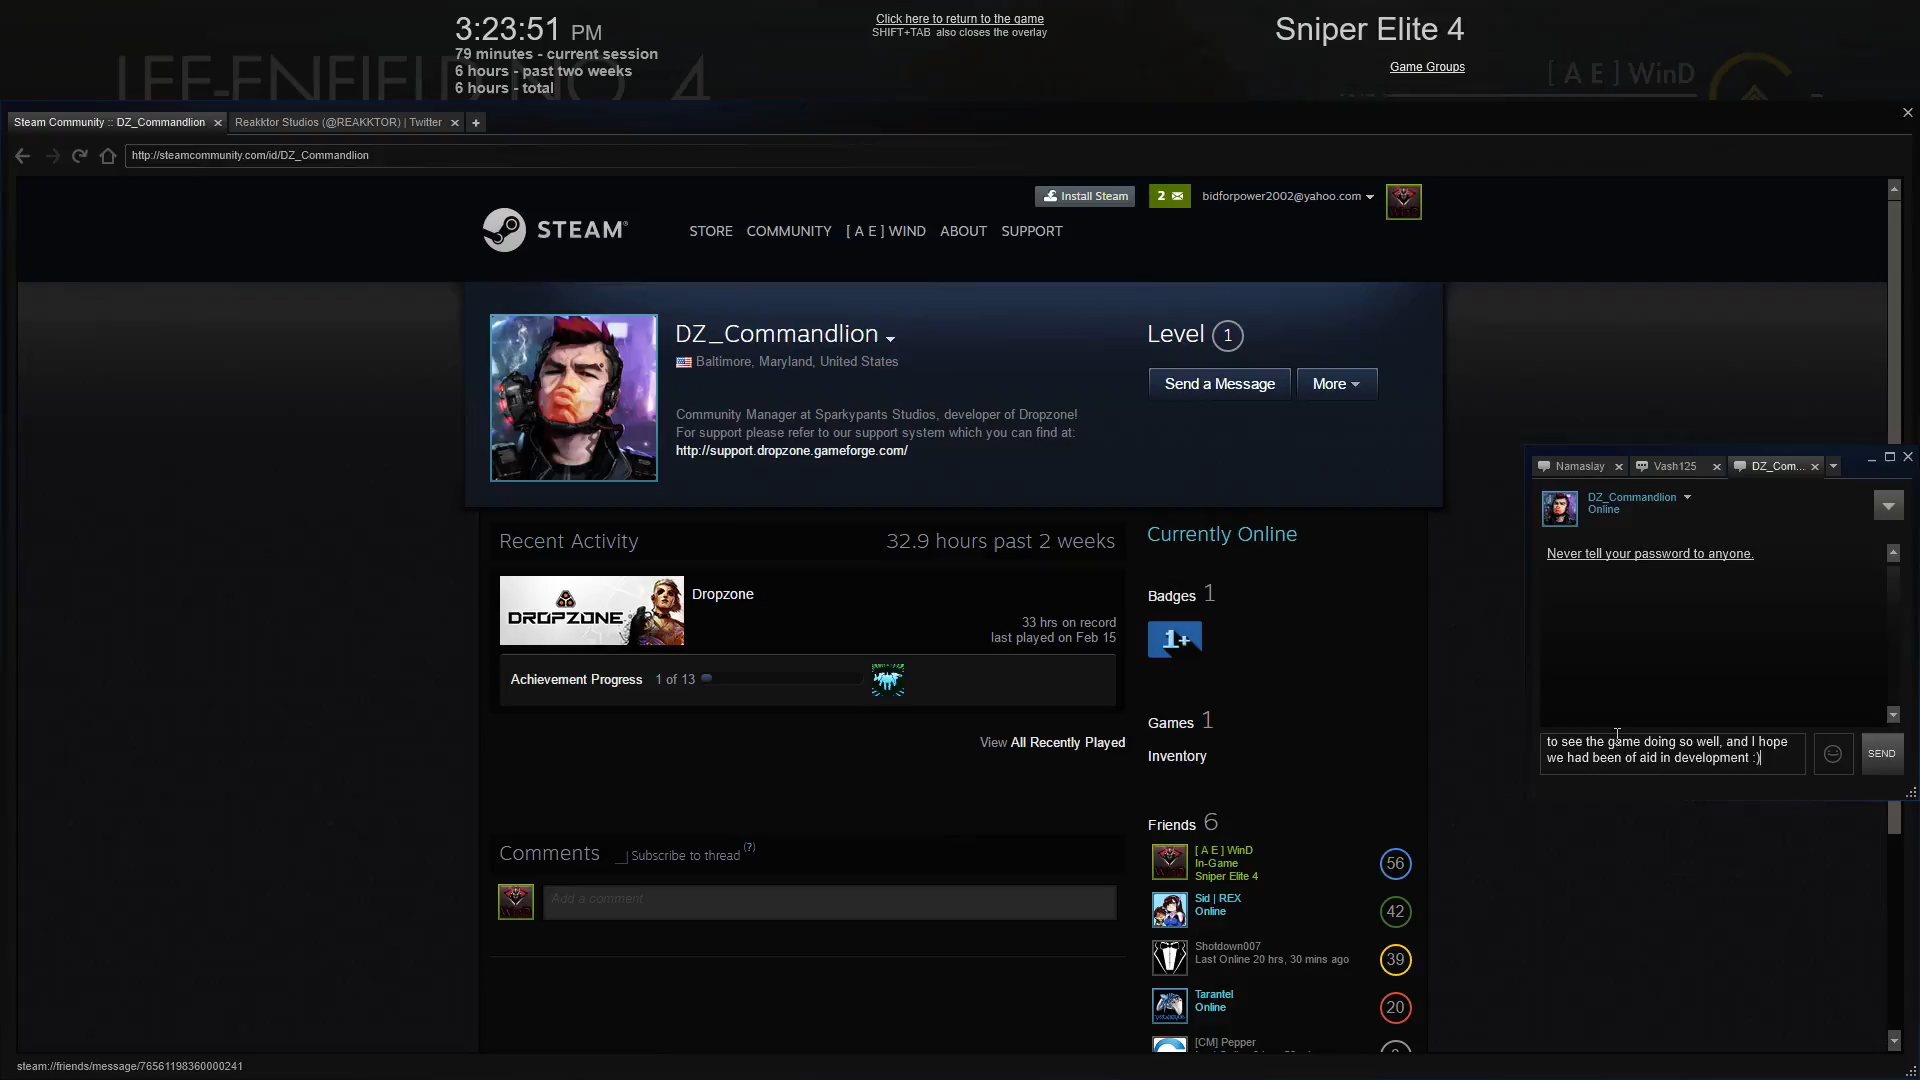 3:23:51 PM
79 minutes - current session
6 hours - past two weeks
6 hours - total
Click here to return to the game
SHIFT+TAB also closes the overlay
Sniper Elite 4
Game Groups
LEE-ENFIELD NO. 4
[ A E ] WinD
Steam Community :: DZ_Commandlion
Reakktor Studios (@REAKKTOR) | Twitter
http://steamcommunity.com/id/DZ_Commandlion
Install Steam
2
bidforpower2002@yahoo.com
STEAM
STORE COMMUNITY [ A E ] WIND ABOUT SUPPORT
DZ_Commandlion
Baltimore, Maryland, United States
Community Manager at Sparkypants Studios, developer of Dropzone!
For support please refer to our support system which you can find at:
http://support.dropzone.gameforge.com/
Level 1
Send a Message
More
Recent Activity
32.9 hours past 2 weeks
DROPZONE
Dropzone
33 hrs on record
last played on Feb 15
Achievement Progress 1 of 13
View All Recently Played
Comments
Subscribe to thread (?)
Add a comment
Currently Online
Badges 1
1+
Games 1
Inventory
Friends 6
[ A E ] WinD
In-Game
Sniper Elite 4
56
Sid | REX
Online
42
Shotdown007
Last Online 20 hrs, 30 mins ago
39
Tarantel
Online
20
[CM] Pepper
Namaslay
Vash125
DZ_Com...
DZ_Commandlion
Online
Never tell your password to anyone.
to see the game doing so well, and I hope
we had been of aid in development :)
SEND
steam://friends/message/76561198360000241